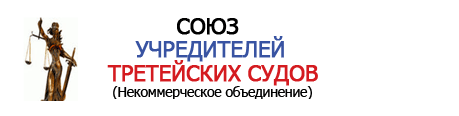 СОЮЗ
УЧРЕДИТЕЛЕЙ
ТРЕТЕЙСКИХ СУДОВ
(Некоммерческое объединение)